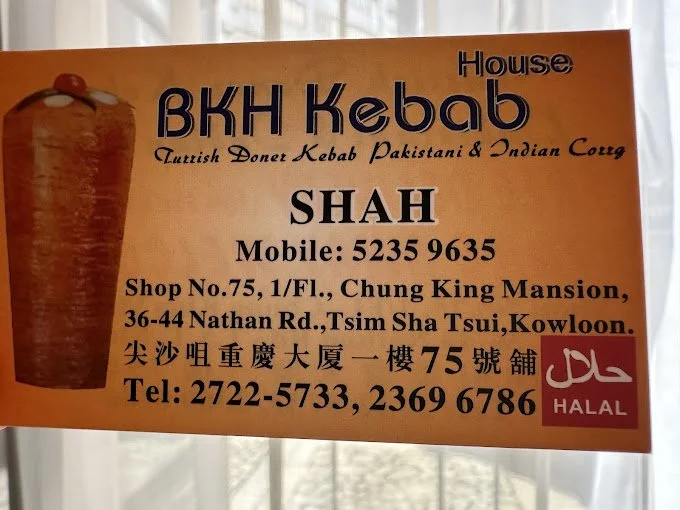 House
BKH Kebab
Turrish Doner Kebab Pakistani & Indian Corry
SHAH
Mobile: 5235 9635
Shop No.75, 1/Fl., Chung King Mansion,
36-44 Nathan Rd.,Tsim Sha Tsui,Kowloon.
尖沙咀重慶大厦一樓75號舖
Tel: 2722-5733, 2369 6786
حلال
HALAL